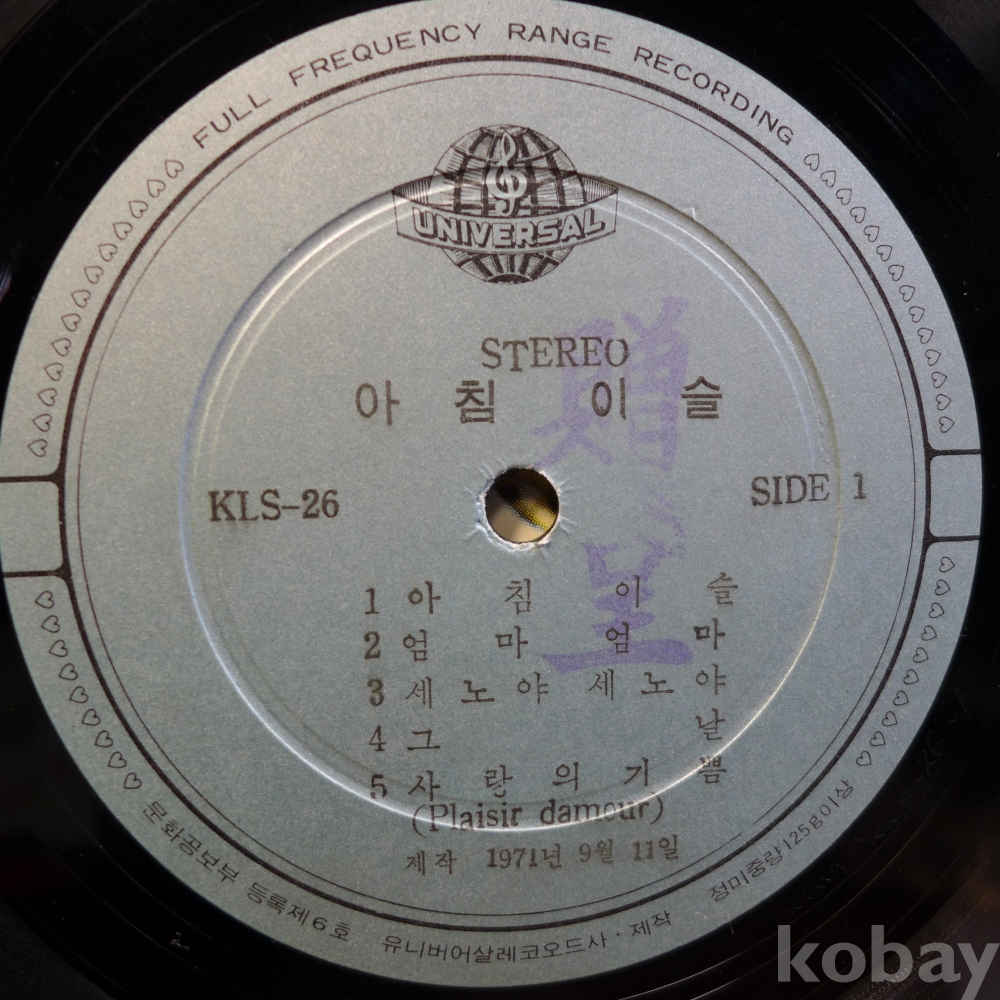 FULL FREQUENCY RANGE RECORDING
UNIVERSAL
STEREO
아침이슬
KLS-26
SIDE 1
贈呈
1 아침이슬
2 엄마엄마
3 세노야 세노야
4 그날
5 사랑의기쁨
(Plaisir damour)
제작 1971년 9월 11일
문화공보부 등록제6호 유니버어살레코오드사·제작 정미중량125g이상
kobay